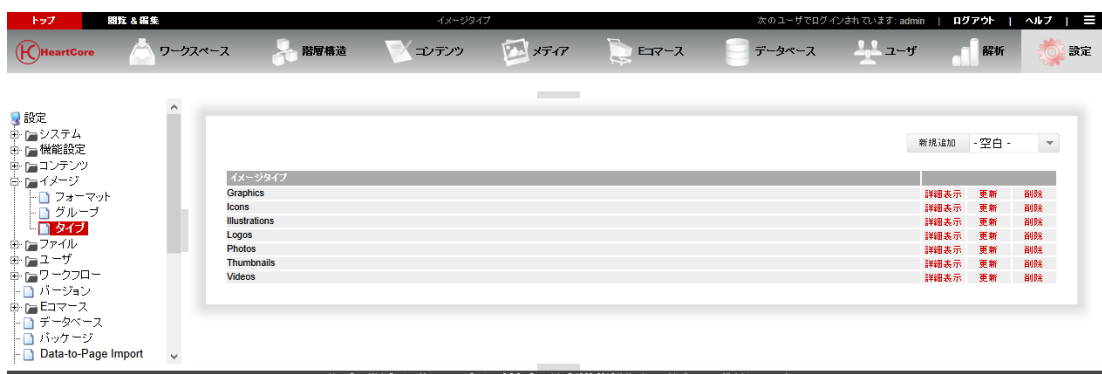 トップ 閲覧 & 編集 イメージタイプ 次のユーザでログインされています: admin | ログアウト | ヘルプ |
HeartCore ワークスペース 階層構造 コンテンツ メディア Eコマース データベース ユーザ 解析 設定
設定
システム
機能設定
コンテンツ
イメージ
フォーマット
グループ
タイプ
ファイル
ユーザ
ワークフロー
バージョン
Eコマース
データベース
パッケージ
Data-to-Page Import
新規追加 - 空白 -
イメージタイプ
Graphics 詳細表示 更新 削除
Icons 詳細表示 更新 削除
Illustrations 詳細表示 更新 削除
Logos 詳細表示 更新 削除
Photos 詳細表示 更新 削除
Thumbnails 詳細表示 更新 削除
Videos 詳細表示 更新 削除